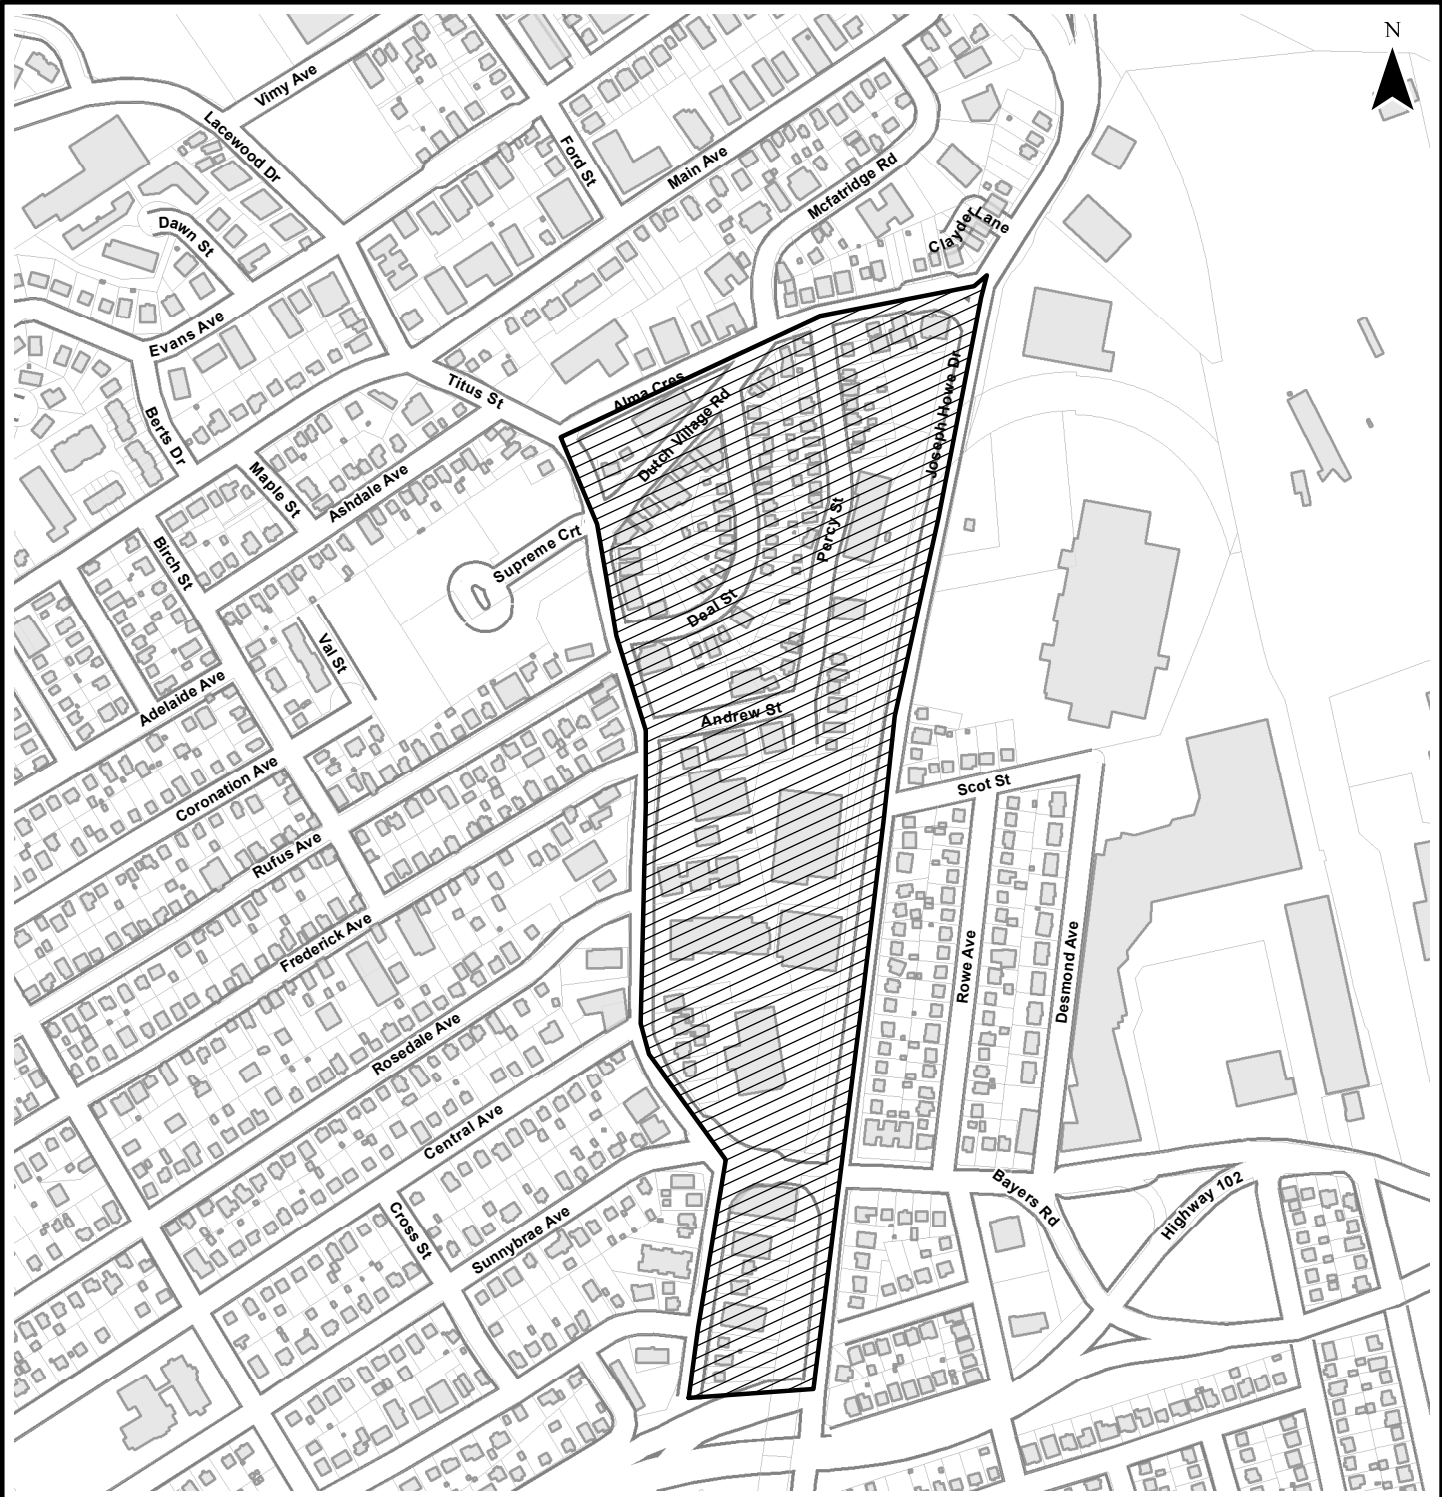 N
Vimy Ave
Lacewood Dr
Ford St
Main Ave
Mcfatridge Rd
Dawn St
Clayder Lane
Evans Ave
Titus St
Alma Cres
Dutch Village Rd
Joseph Howe Dr
Berts Dr
Maple St
Ashdale Ave
Percy St
Supreme Crt
Birch St
Deal St
Val St
Adelaide Ave
Andrew St
Coronation Ave
Scot St
Rufus Ave
Frederick Ave
Rowe Ave
Desmond Ave
Rosedale Ave
Central Ave
Bayers Rd
Highway 102
Cross St
Sunnybrae Ave